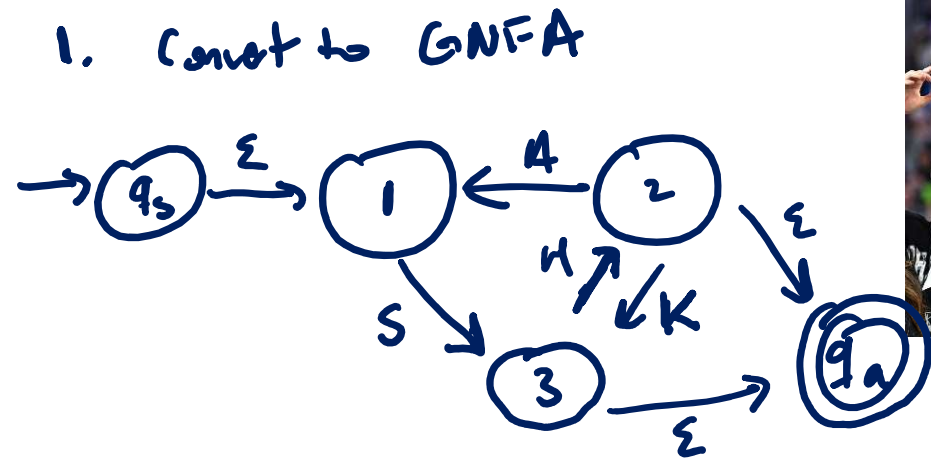 1. Convert to GNFA
ε A
qs 1 2
ε
H K
S
3 qa
ε